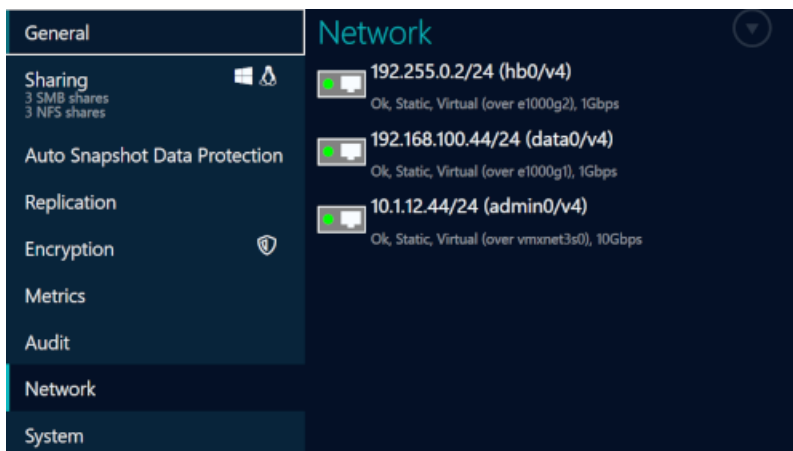 General
Sharing
3 SMB shares
3 NFS shares
Auto Snapshot Data Protection
Replication
Encryption
Metrics
Audit
Network
System
Network
192.255.0.2/24 (hb0/v4)
Ok, Static, Virtual (over e1000g2), 1Gbps
192.168.100.44/24 (data0/v4)
Ok, Static, Virtual (over e1000g1), 1Gbps
10.1.12.44/24 (admin0/v4)
Ok, Static, Virtual (over vmxnet3s0), 10Gbps